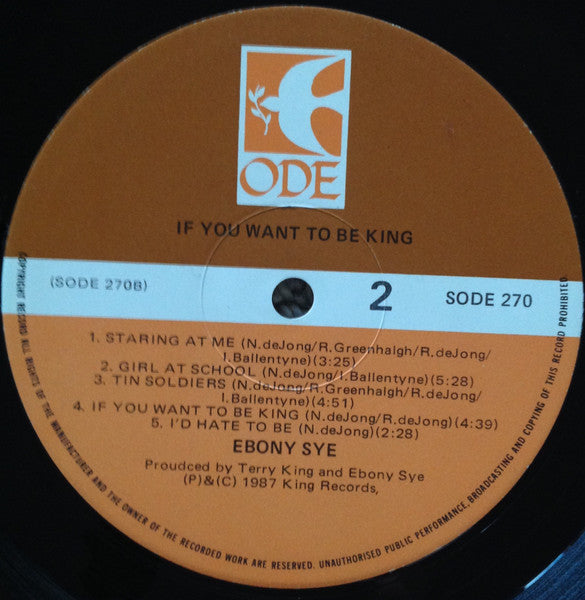 ODE
IF YOU WANT TO BE KING
(SODE 270B)
2
SODE 270
1. STARING AT ME (N.deJong/R.Greenhalgh/R.deJong/
I.Ballentyne)(3:25)
2. GIRL AT SCHOOL (N.deJong/I.Ballentyne)(5:28)
3. TIN SOLDIERS (N.deJong/R.Greenhalgh/R.deJong/
I.Ballentyne)(4:51)
4. IF YOU WANT TO BE KING (N.deJong/R.deJong)(4:39)
5. I'D HATE TO BE (N.deJong)(2:28)
EBONY SYE
Proudced by Terry King and Ebony Sye
(P)&(C) 1987 King Records,
COPYRIGHT RECORD ALL RIGHTS OF THE MANUFACTURER AND THE OWNER OF THE RECORDED WORK ARE RESERVED. UNAUTHORISED PUBLIC PERFORMANCE, BROADCASTING AND COPYING OF THIS RECORD PROHIBITED.